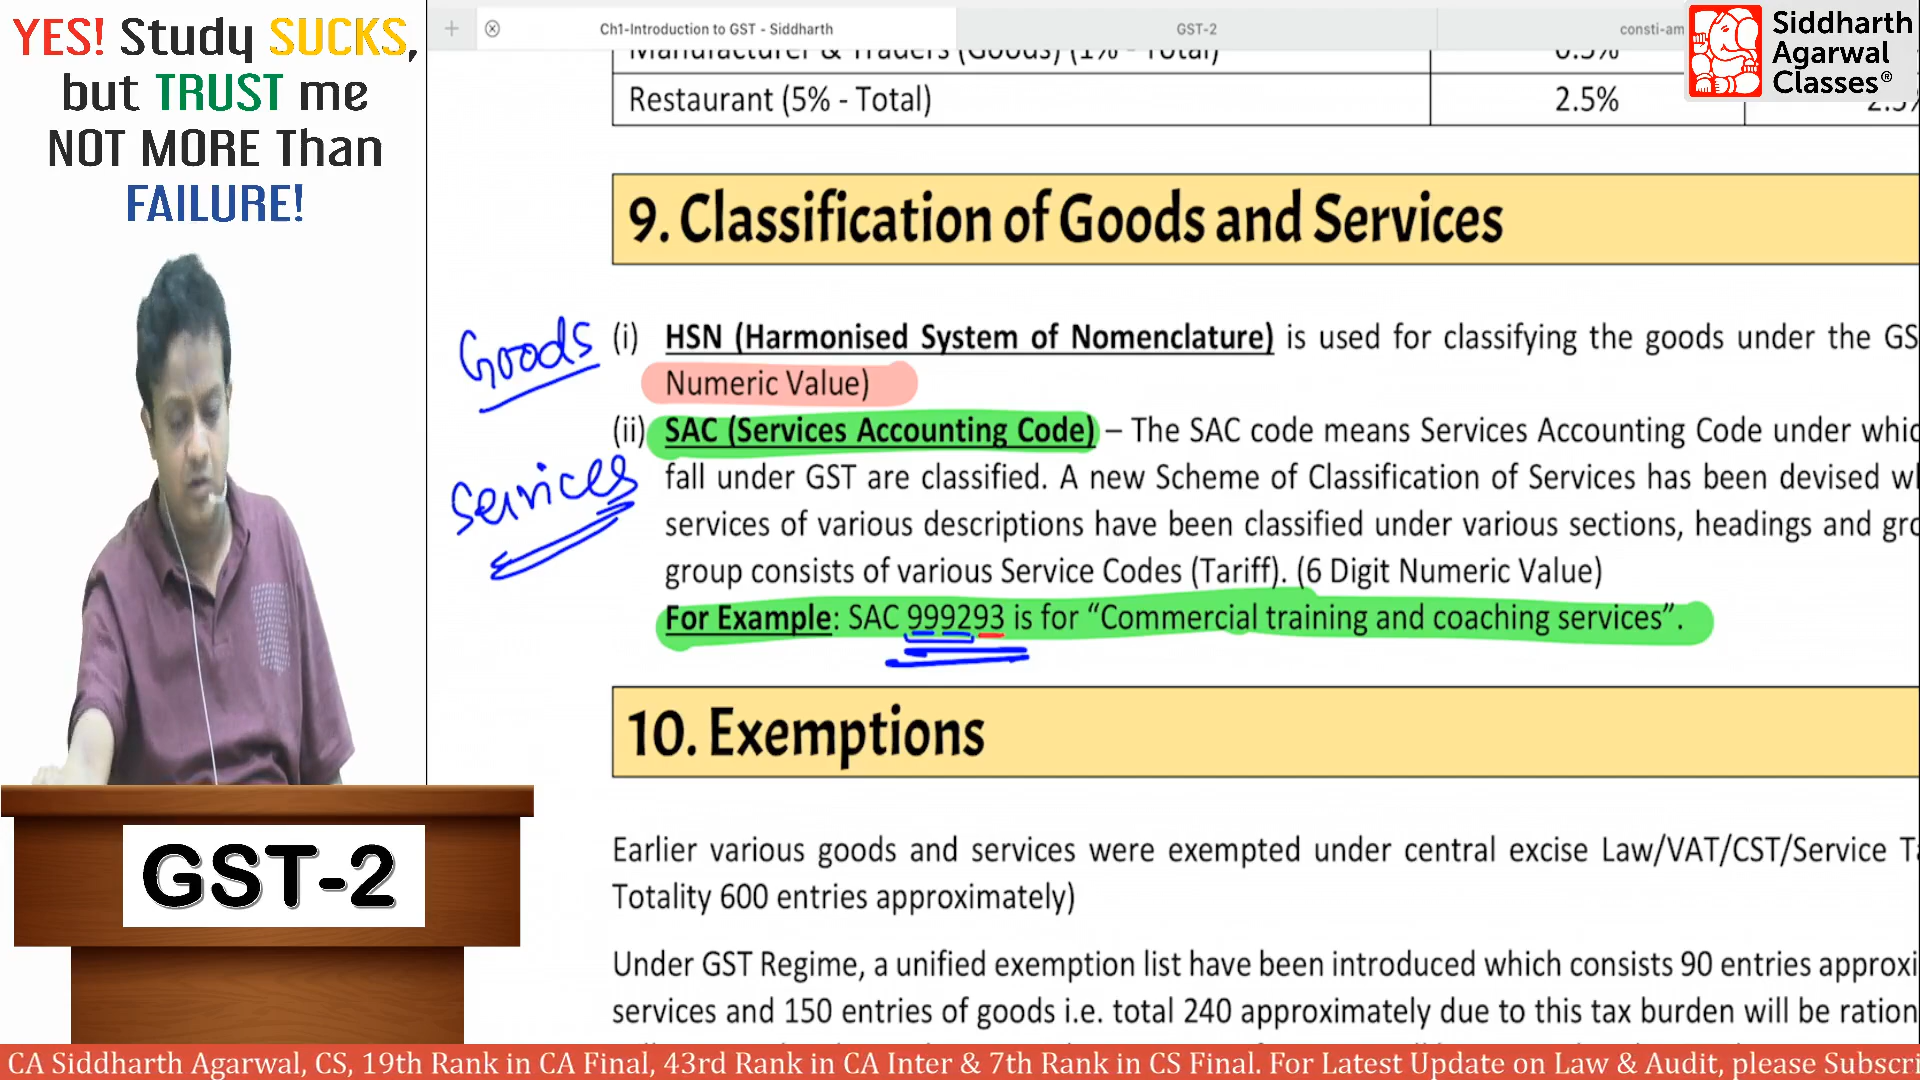 YES! Study SUCKS,
but TRUST me
NOT MORE Than
FAILURE!
Ch1-Introduction to GST - Siddharth
GST-2
consti-am
Siddharth
Agarwal
Classes®
Manufacturer & Traders (Goods) (1% - Total)
0.5%
Restaurant (5% - Total)
2.5%
2.5%
9. Classification of Goods and Services
Goods
(i) HSN (Harmonised System of Nomenclature) is used for classifying the goods under the GS
Numeric Value)
(ii) SAC (Services Accounting Code) – The SAC code means Services Accounting Code under whic
Services
fall under GST are classified. A new Scheme of Classification of Services has been devised wh
services of various descriptions have been classified under various sections, headings and gro
group consists of various Service Codes (Tariff). (6 Digit Numeric Value)
For Example: SAC 999293 is for “Commercial training and coaching services”.
10. Exemptions
Earlier various goods and services were exempted under central excise Law/VAT/CST/Service Ta
Totality 600 entries approximately)
Under GST Regime, a unified exemption list have been introduced which consists 90 entries approxi
services and 150 entries of goods i.e. total 240 approximately due to this tax burden will be ration
GST-2
CA Siddharth Agarwal, CS, 19th Rank in CA Final, 43rd Rank in CA Inter & 7th Rank in CS Final. For Latest Update on Law & Audit, please Subscri